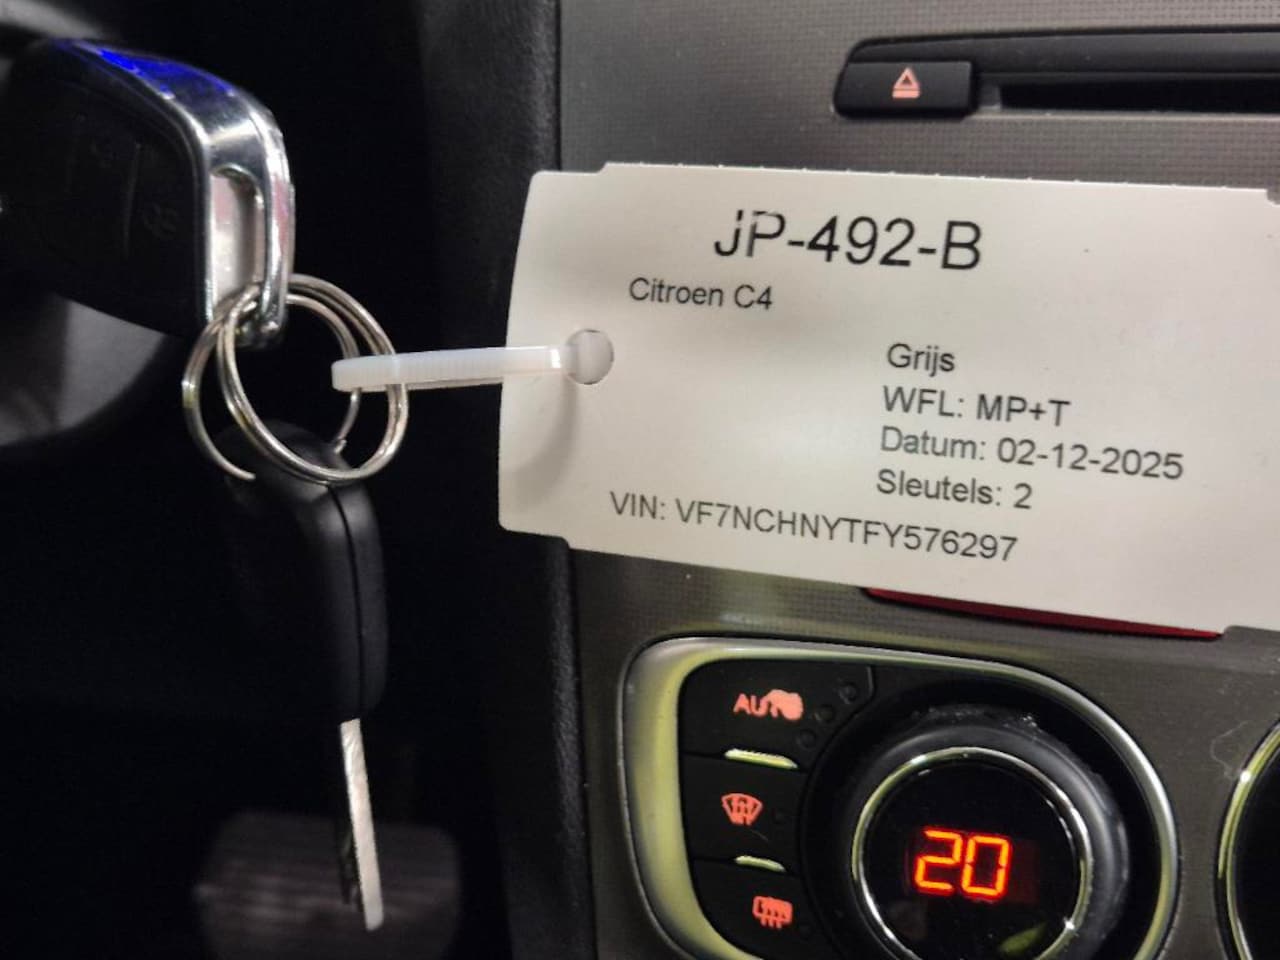 JP-492-B
Citroen C4
Grijs
WFL: MP+T
Datum: 02-12-2025
Sleutels: 2
VIN: VF7NCHNYTFY576297
AUTO
20